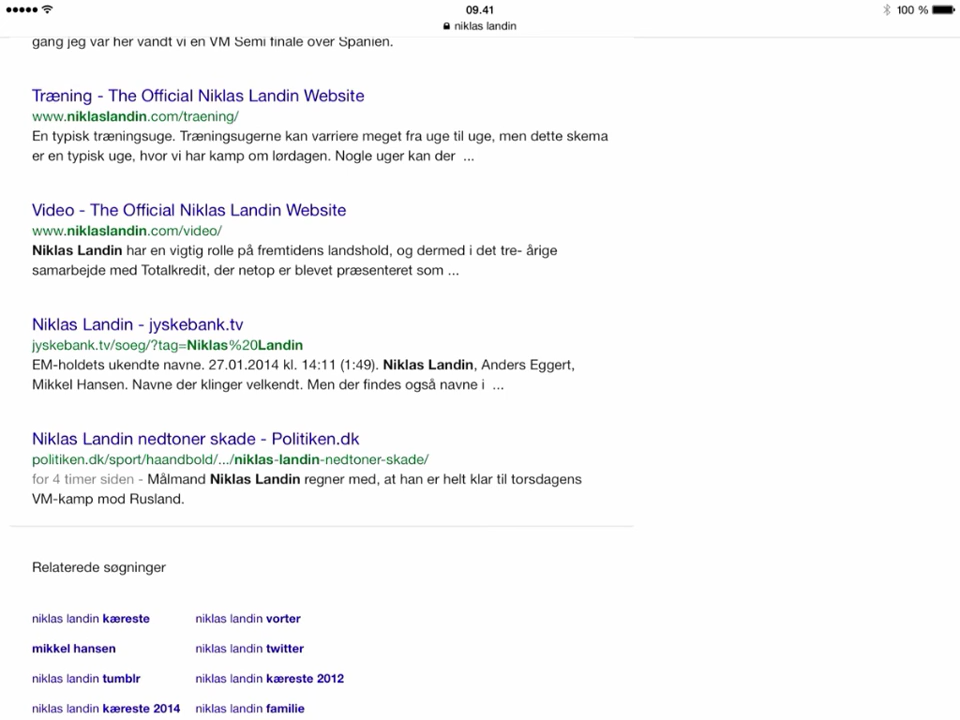 09.41
100 %
niklas landin
gang jeg var her vandt vi en VM Semi finale over Spanien.
Træning - The Official Niklas Landin Website
www.niklaslandin.com/traening/
En typisk træningsuge. Træningsugerne kan varriere meget fra uge til uge, men dette skema
er en typisk uge, hvor vi har kamp om lørdagen. Nogle uger kan der ...
Video - The Official Niklas Landin Website
www.niklaslandin.com/video/
Niklas Landin har en vigtig rolle på fremtidens landshold, og dermed i det tre- årige
samarbejde med Totalkredit, der netop er blevet præsenteret som ...
Niklas Landin - jyskebank.tv
jyskebank.tv/soeg/?tag=Niklas%20Landin
EM-holdets ukendte navne. 27.01.2014 kl. 14:11 (1:49). Niklas Landin, Anders Eggert,
Mikkel Hansen. Navne der klinger velkendt. Men der findes også navne i ...
Niklas Landin nedtoner skade - Politiken.dk
politiken.dk/sport/haandbold/.../niklas-landin-nedtoner-skade/
for 4 timer siden - Målmand Niklas Landin regner med, at han er helt klar til torsdagens
VM-kamp mod Rusland.
Relaterede søgninger
niklas landin kæreste
niklas landin vorter
mikkel hansen
niklas landin twitter
niklas landin tumblr
niklas landin kæreste 2012
niklas landin kæreste 2014
niklas landin familie